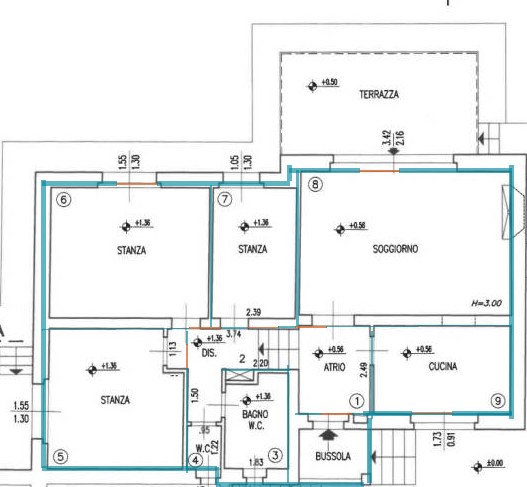 +0.50
TERRAZZA
1.55
1.30
1.05
1.30
3.42
2.16
6
7
8
+1.36
STANZA
+1.36
STANZA
+0.56
SOGGIORNO
H=3.00
2.39
3.74
1.13
+1.36
DIS.
2
2.20
+1.36
STANZA
+0.56
ATRIO
2.49
+0.56
CUCINA
1.50
+1.36
BAGNO
W.C.
1
9
1.55
1.30
.95
W.C.
1.22
5
4
3
1.83
BUSSOLA
1.73
0.91
±0.00